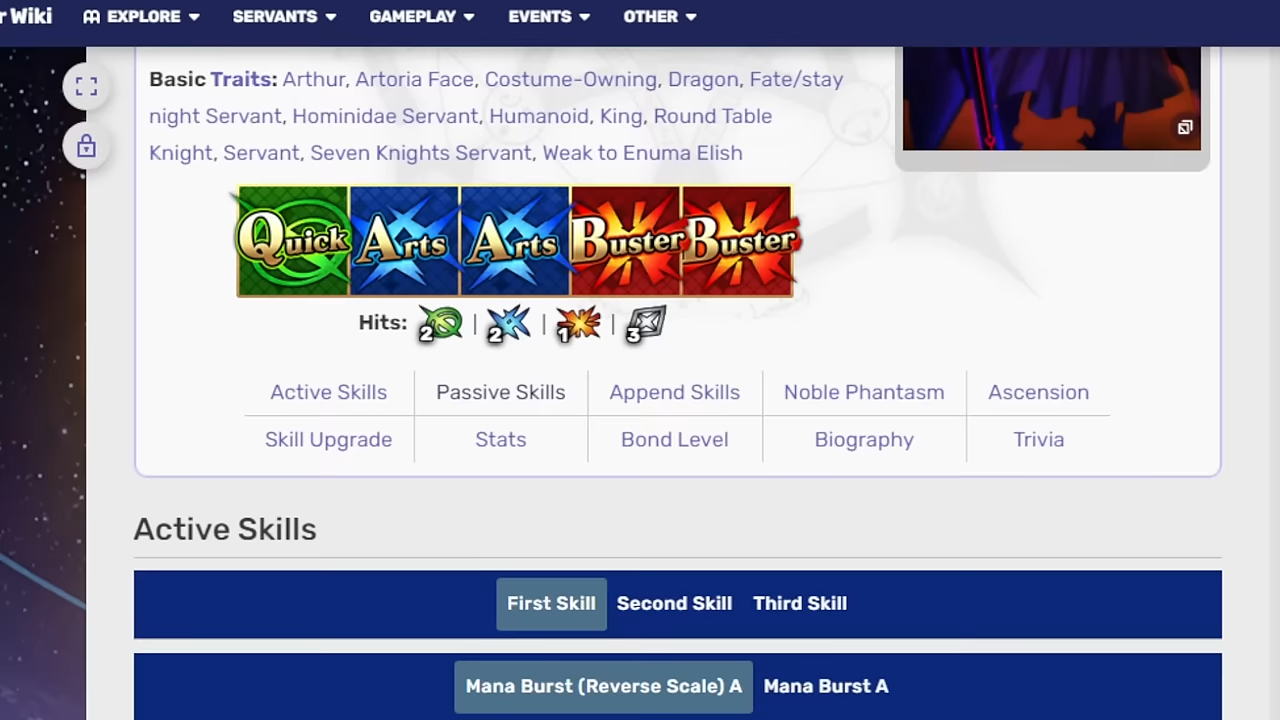 r Wiki EXPLORE SERVANTS GAMEPLAY EVENTS OTHER
Basic Traits: Arthur, Artoria Face, Costume-Owning, Dragon, Fate/stay
night Servant, Hominidae Servant, Humanoid, King, Round Table
Knight, Servant, Seven Knights Servant, Weak to Enuma Elish
Quick Arts Arts Buster Buster
Hits: 2 | 2 | 1 | 3
Active Skills Passive Skills Append Skills Noble Phantasm Ascension
Skill Upgrade Stats Bond Level Biography Trivia
Active Skills
First Skill Second Skill Third Skill
Mana Burst (Reverse Scale) A Mana Burst A